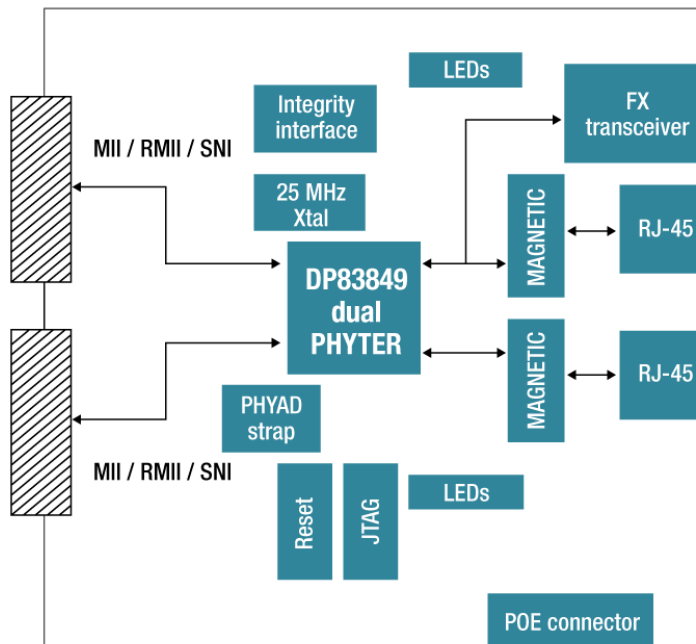 LEDs
FX
transceiver
Integrity
interface
MII / RMII / SNI
25 MHz
Xtal
MAGNETIC
RJ-45
DP83849
dual
PHYTER
MAGNETIC
RJ-45
PHYAD
strap
MII / RMII / SNI
Reset
JTAG
LEDs
POE connector